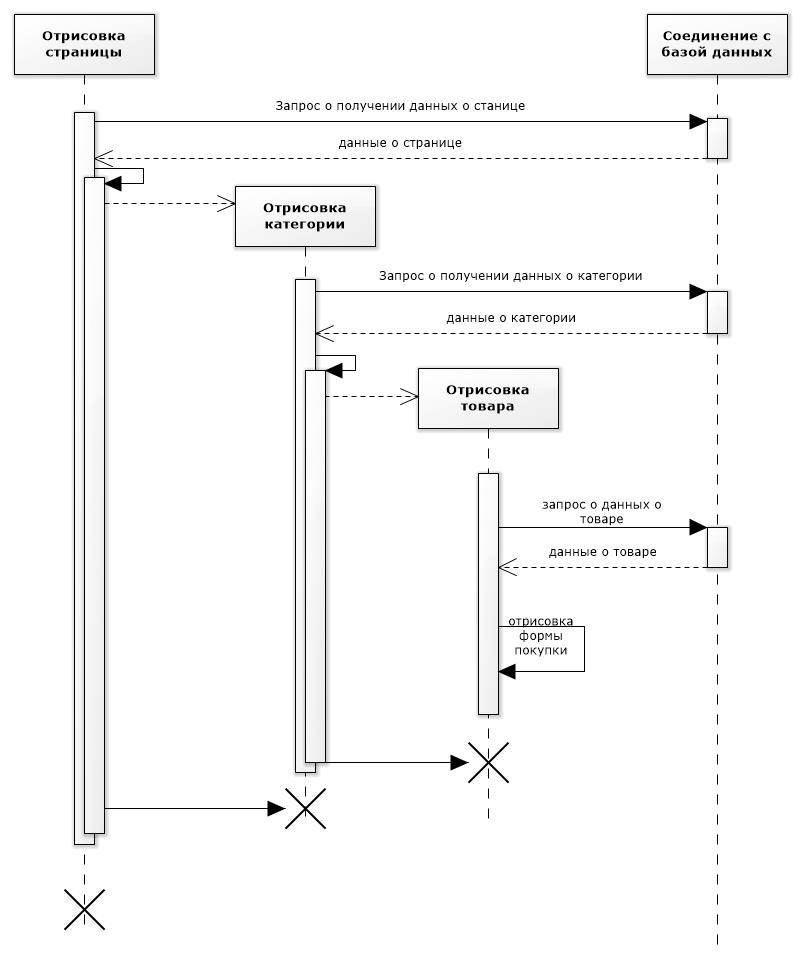 Отрисовка
страницы
Соединение с
базой данных
Запрос о получении данных о станице
данные о странице
Отрисовка
категории
Запрос о получении данных о категории
данные о категории
Отрисовка
товара
запрос о данных о
товаре
данные о товаре
отрисовка
формы
покупки